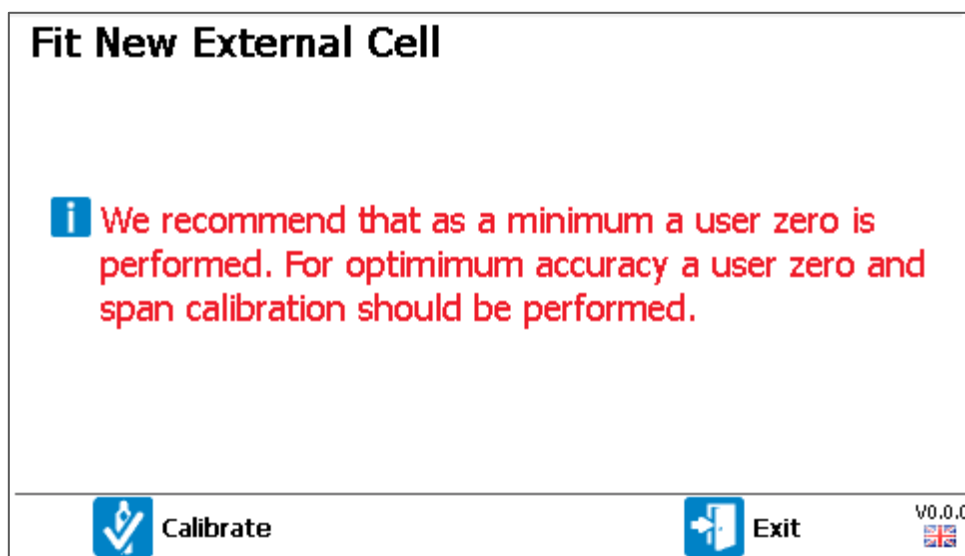 Fit New External Cell
i We recommend that as a minimum a user zero is
performed. For optimimum accuracy a user zero and
span calibration should be performed.
Calibrate
Exit
V0.0.0